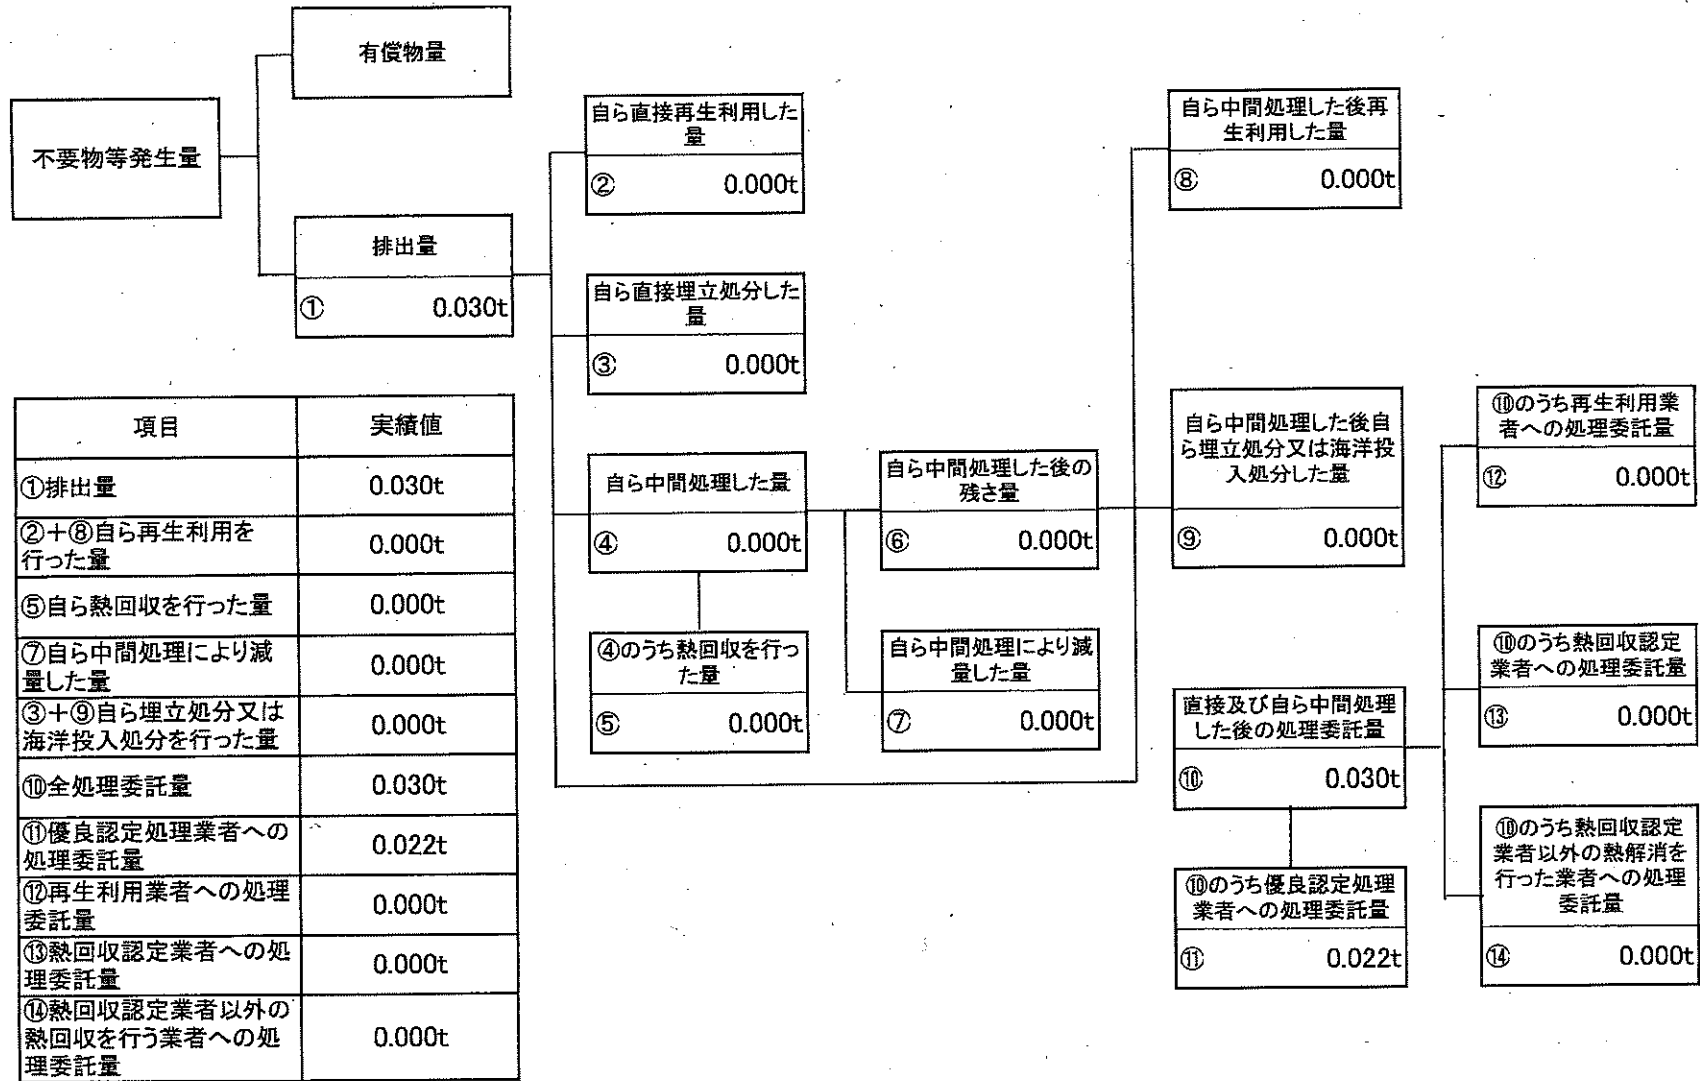 有償物量
不要物等発生量
排出量
① 0.030t
自ら直接再生利用した
量
② 0.000t
自ら直接埋立処分した
量
③ 0.000t
自ら中間処理した量
④ 0.000t
④のうち熱回収を行っ
た量
⑤ 0.000t
自ら中間処理した後の
残さ量
⑥ 0.000t
自ら中間処理により減
量した量
⑦ 0.000t
自ら中間処理した後再
生利用した量
⑧ 0.000t
自ら中間処理した後自
ら埋立処分又は海洋投
入処分した量
⑨ 0.000t
直接及び自ら中間処理
した後の処理委託量
⑩ 0.030t
⑩のうち優良認定処理
業者への処理委託量
⑪ 0.022t
⑩のうち再生利用業
者への処理委託量
⑫ 0.000t
⑩のうち熱回収認定
業者への処理委託量
⑬ 0.000t
⑩のうち熱回収認定
業者以外の熱解消を
行った業者への処理
委託量
⑭ 0.000t
項目 実績値
①排出量 0.030t
②+⑧自ら再生利用を
行った量 0.000t
⑤自ら熱回収を行った量 0.000t
⑦自ら中間処理により減
量した量 0.000t
③+⑨自ら埋立処分又は
海洋投入処分を行った量 0.000t
⑩全処理委託量 0.030t
⑪優良認定処理業者への
処理委託量 0.022t
⑫再生利用業者への処理
委託量 0.000t
⑬熱回収認定業者への処
理委託量 0.000t
⑭熱回収認定業者以外の
熱回収を行う業者への処
理委託量 0.000t